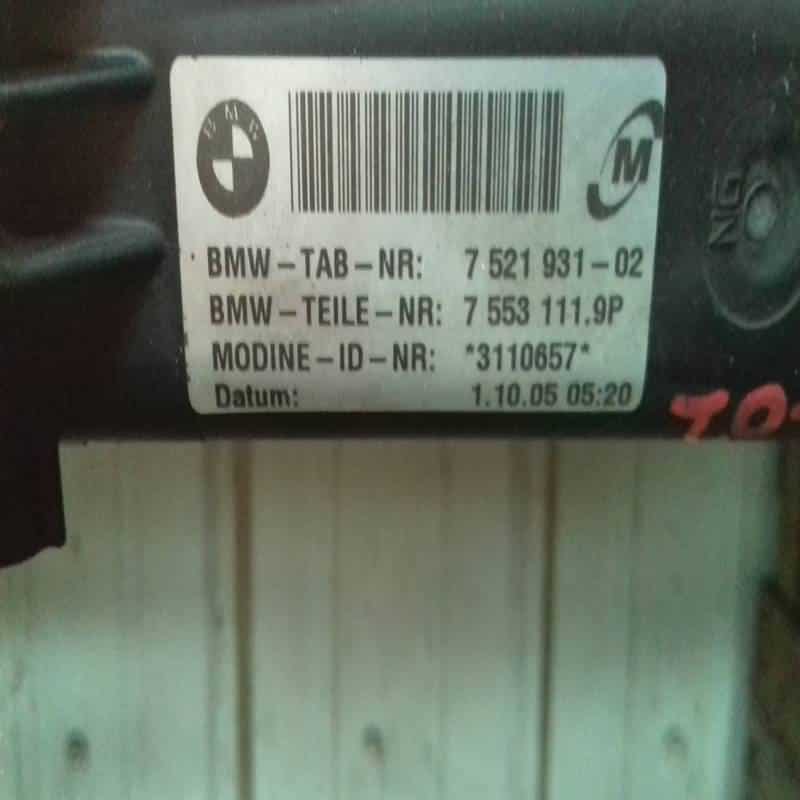 BMW
M
NG
BMW-TAB-NR: 7 521 931-02
BMW-TEILE-NR: 7 553 111.9P
MODINE-ID-NR: *3110657*
Datum: 1.10.05 05:20